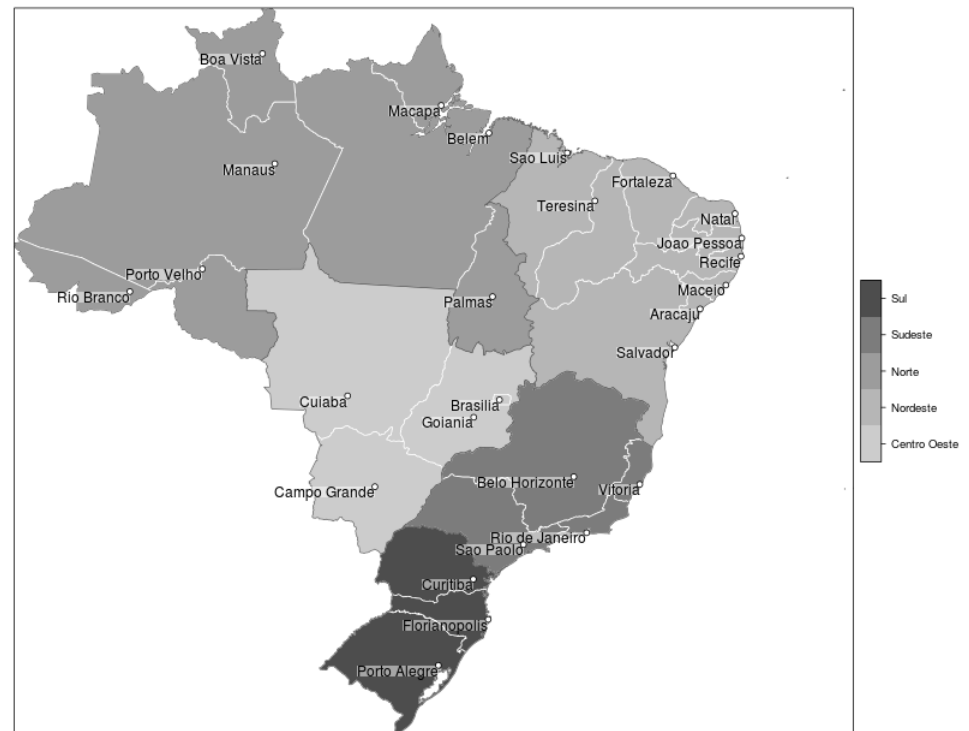 Boa Vista
Macapa
Belem
Sao Luis
Manaus
Fortaleza
Teresina
Natal
Joao Pessoa
Recife
Porto Velho
Rio Branco
Palmas
Maceio
Aracaju
Salvador
Cuiaba
Brasilia
Goiania
Campo Grande
Belo Horizonte
Vitoria
Rio de Janeiro
Sao Paolo
Curitiba
Florianopolis
Porto Alegre
Sul
Sudeste
Norte
Nordeste
Centro Oeste